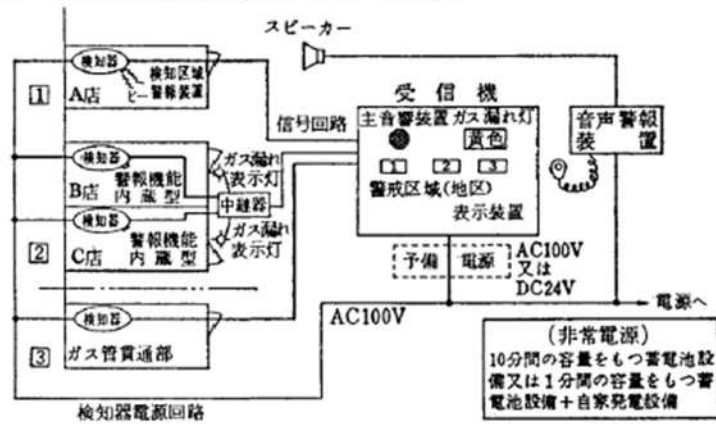 スピーカー
検知器
検知区域
警報装置
ピー
1
A店
信号回路
受信機
主音響装置 ガス漏れ灯
黄色
1 2 3
警戒区域(地区)
表示装置
音声警報
装置
検知器
ガス漏れ
表示灯
B店
警報機能
内蔵型
中継器
検知器
2
C店
警報機能
内蔵型
ガス漏れ
表示灯
予備電源
AC100V
又は
DC24V
検知器
3
ガス管貫通部
AC100V
電源へ
検知器電源回路
(非常電源)
10分間の容量をもつ蓄電池設
備又は1分間の容量をもつ蓄
電池設備+自家発電設備